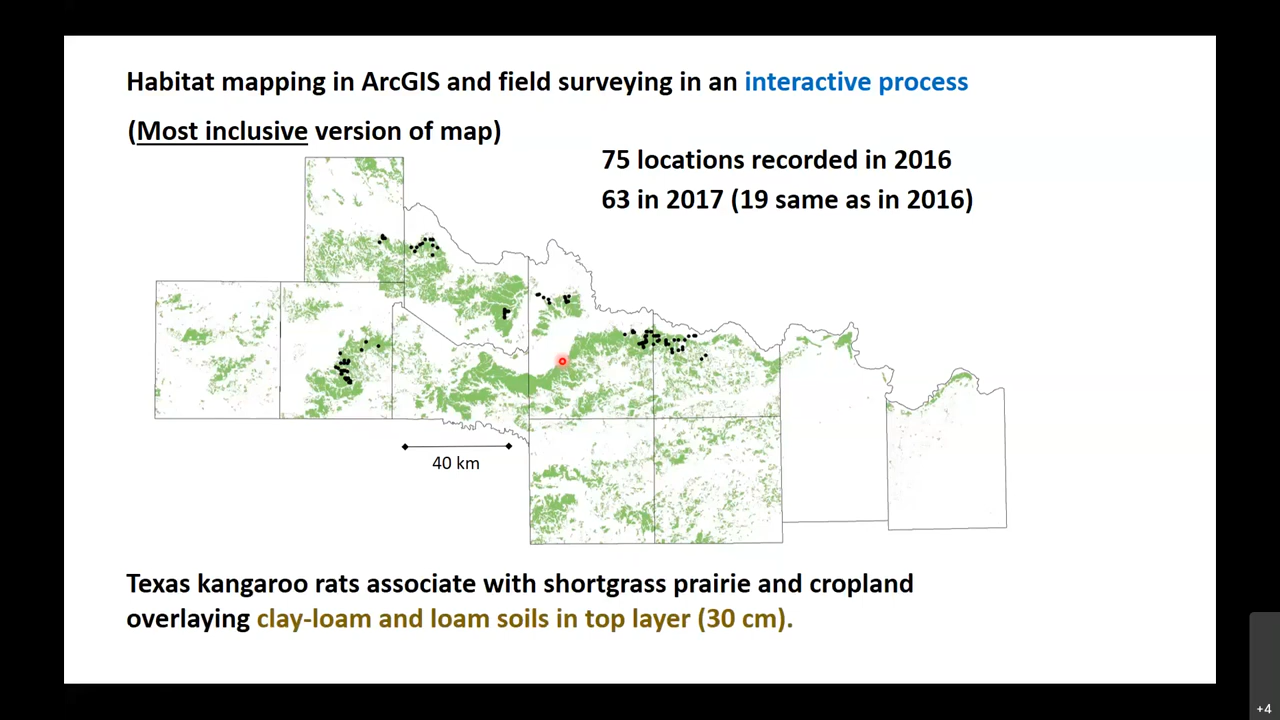 Habitat mapping in ArcGIS and field surveying in an interactive process
(Most inclusive version of map)
75 locations recorded in 2016
63 in 2017 (19 same as in 2016)
40 km
Texas kangaroo rats associate with shortgrass prairie and cropland
overlaying clay-loam and loam soils in top layer (30 cm).
+4